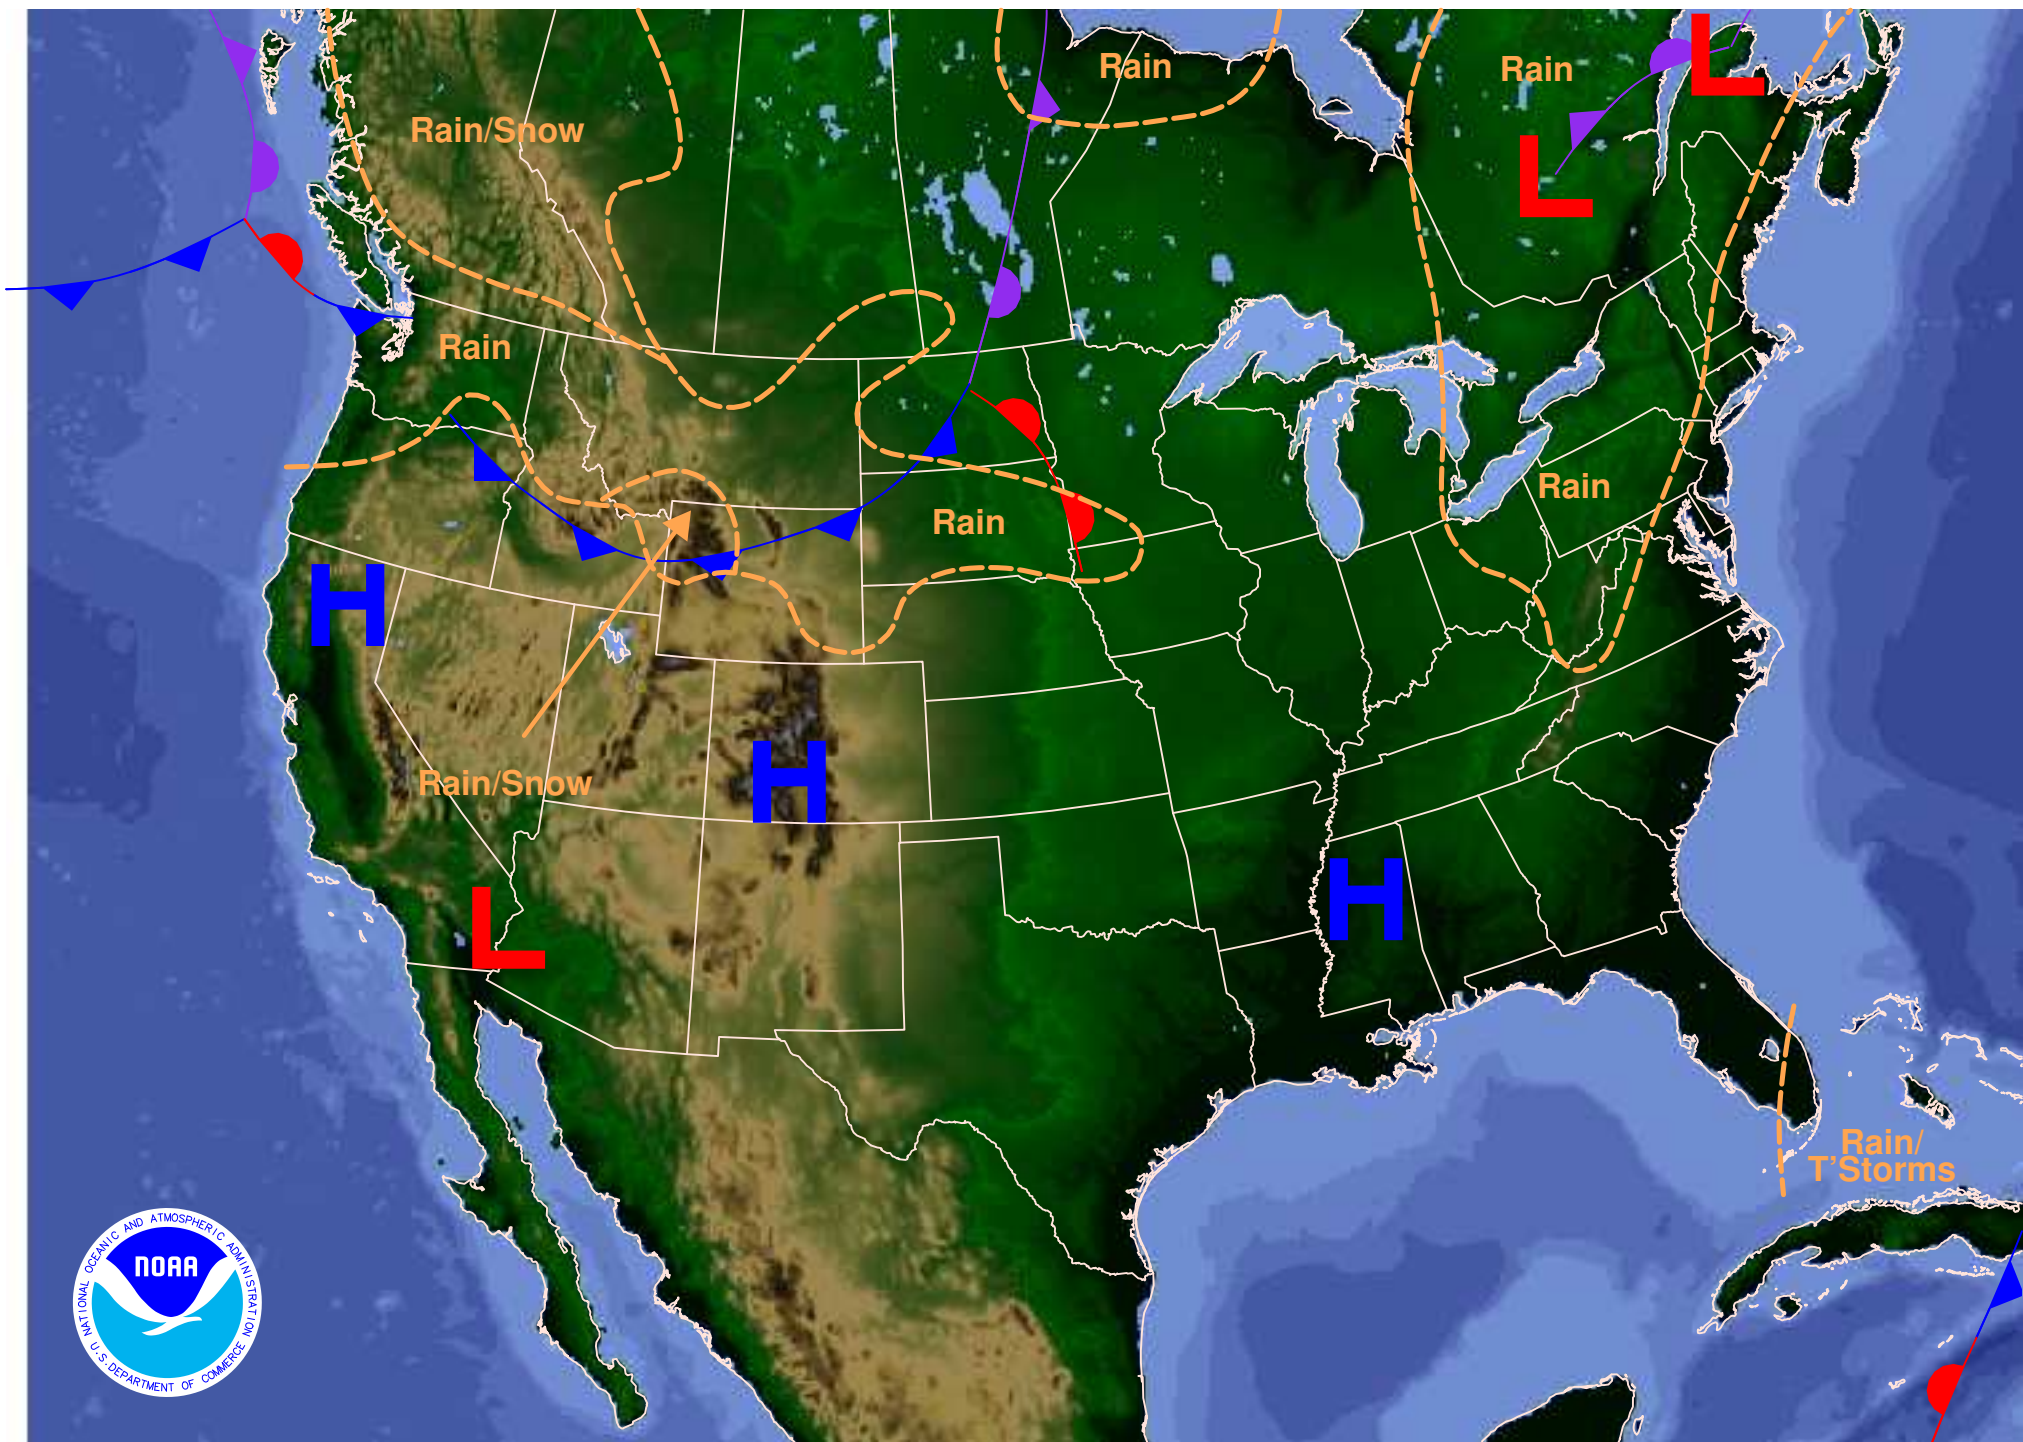 Rain
Rain
L
Rain/Snow
L
Rain
Rain
Rain
H
H
Rain/Snow
H
L
Rain/
T'Storms
NOAA
NATIONAL OCEANIC AND ATMOSPHERIC ADMINISTRATION
U.S. DEPARTMENT OF COMMERCE